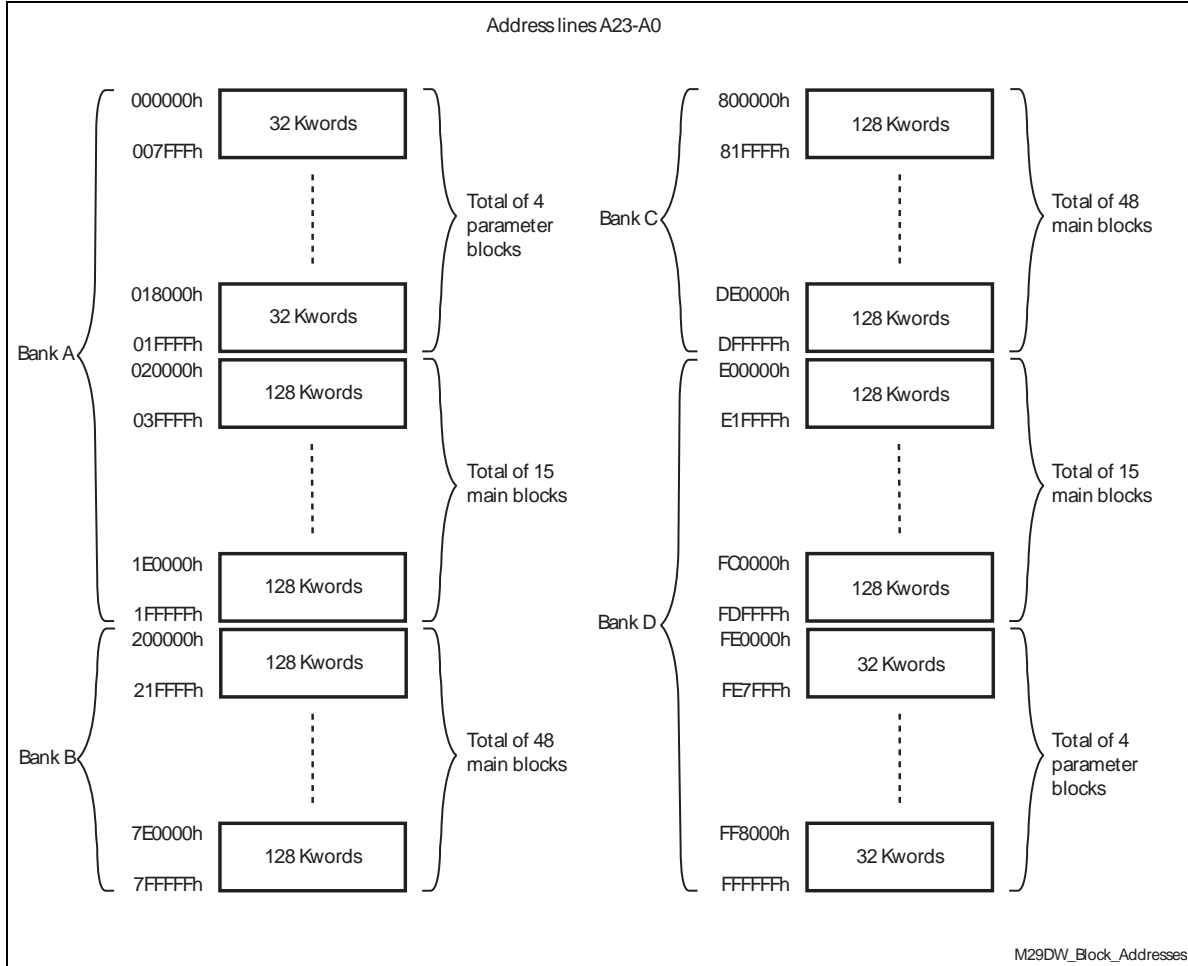 Address lines A23-A0
Bank A
000000h
32 Kwords
007FFFh
Total of 4
parameter
blocks
018000h
32 Kwords
01FFFFh
020000h
128 Kwords
03FFFFh
Total of 15
main blocks
1E0000h
128 Kwords
1FFFFFh
Bank B
200000h
128 Kwords
21FFFFh
Total of 48
main blocks
7E0000h
128 Kwords
7FFFFFh
Bank C
800000h
128 Kwords
81FFFFh
Total of 48
main blocks
DE0000h
128 Kwords
DFFFFFh
Bank D
E00000h
128 Kwords
E1FFFFh
Total of 15
main blocks
FC0000h
128 Kwords
FDFFFFh
FE0000h
32 Kwords
FE7FFFh
Total of 4
parameter
blocks
FF8000h
32 Kwords
FFFFFFh
M29DW_Block_Addresses